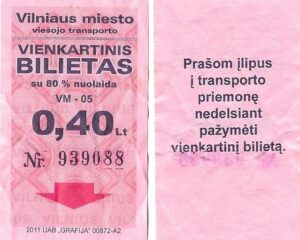 Vilniaus miesto
viešojo transporto
VIENKARTINIS
BILIETAS
su 80 % nuolaida
VM - 05
0,40 Lt
Nr. 939088
2011 UAB „GRAFIJA" 00872-A2
Prašom įlipus
į transporto
priemonę
nedelsiant
pažymėti
vienkartinį bilietą.